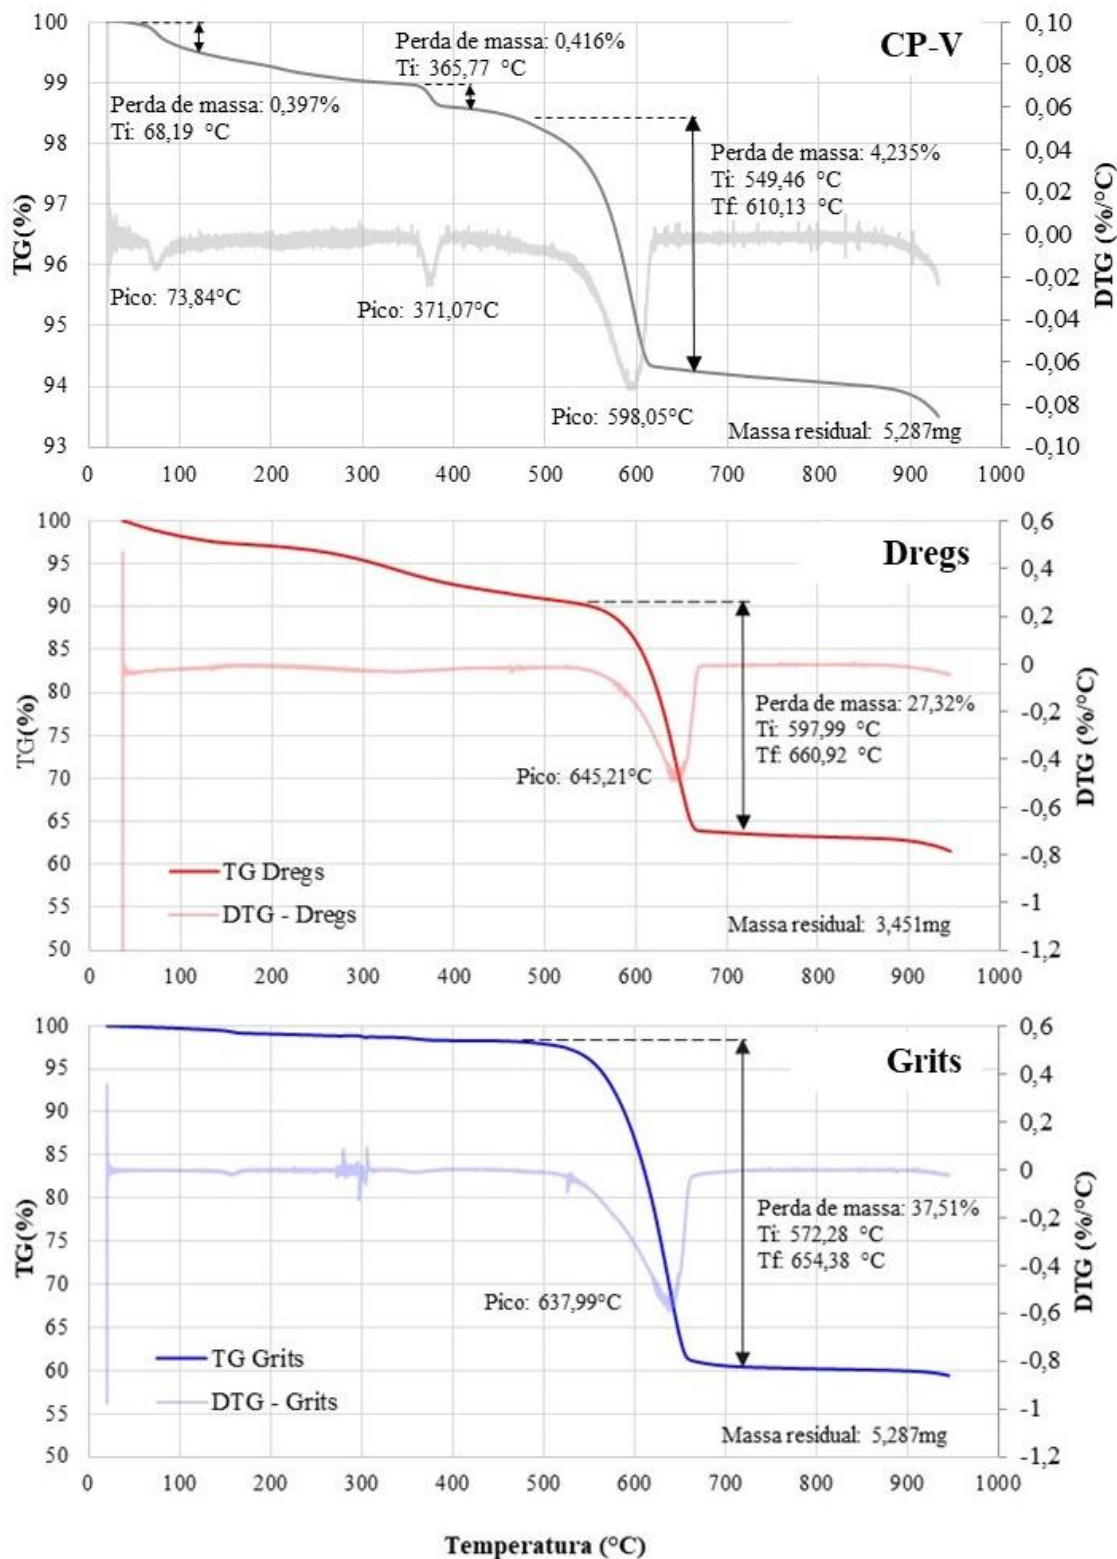 CP-V
TG(%)
DTG (%/°C)
100
99
98
97
96
95
94
93
0,10
0,08
0,06
0,04
0,02
0,00
-0,02
-0,04
-0,06
-0,08
-0,10
Perda de massa: 0,397%
Ti: 68,19 °C
Perda de massa: 0,416%
Ti: 365,77 °C
Perda de massa: 4,235%
Ti: 549,46 °C
Tf: 610,13 °C
Pico: 73,84°C
Pico: 371,07°C
Pico: 598,05°C
Massa residual: 5,287mg
0 100 200 300 400 500 600 700 800 900 1000
Dregs
TG(%)
DTG (%/°C)
100
95
90
85
80
75
70
65
60
55
50
0,6
0,4
0,2
0
-0,2
-0,4
-0,6
-0,8
-1
-1,2
Perda de massa: 27,32%
Ti: 597,99 °C
Tf: 660,92 °C
Pico: 645,21°C
TG Dregs
DTG - Dregs
Massa residual: 3,451mg
0 100 200 300 400 500 600 700 800 900 1000
Grits
TG(%)
DTG (%/°C)
100
95
90
85
80
75
70
65
60
55
50
0,6
0,4
0,2
0
-0,2
-0,4
-0,6
-0,8
-1
-1,2
Perda de massa: 37,51%
Ti: 572,28 °C
Tf: 654,38 °C
Pico: 637,99°C
TG Grits
DTG - Grits
Massa residual: 5,287mg
0 100 200 300 400 500 600 700 800 900 1000
Temperatura (°C)